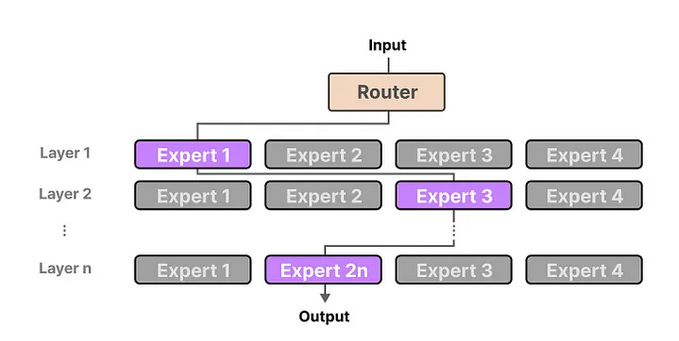 Input
Router
Layer 1 Expert 1 Expert 2 Expert 3 Expert 4
Layer 2 Expert 1 Expert 2 Expert 3 Expert 4
⋮
Layer n Expert 1 Expert 2n Expert 3 Expert 4
Output